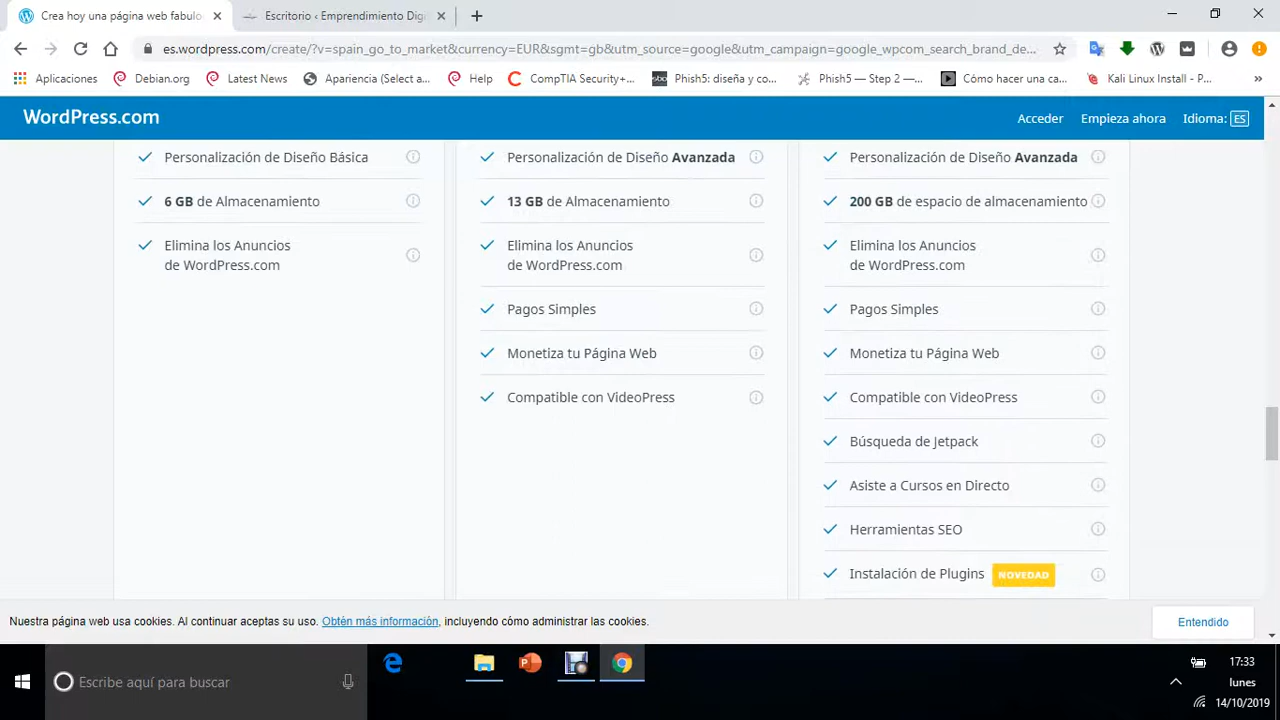 Crea hoy una página web fabulo
Escritorio ‹ Emprendimiento Digi
es.wordpress.com/create/?v=spain_go_to_market&currency=EUR&sgmt=gb&utm_source=google&utm_campaign=google_wpcom_search_brand_de...
Aplicaciones
Debian.org
Latest News
Apariencia (Select a...
Help
CompTIA Security+...
Phish5: diseña y co...
Phish5 — Step 2 —...
Cómo hacer una ca...
Kali Linux Install - P...
WordPress.com
Acceder
Empieza ahora
Idioma: ES
Personalización de Diseño Básica
6 GB de Almacenamiento
Elimina los Anuncios
de WordPress.com
Personalización de Diseño Avanzada
13 GB de Almacenamiento
Elimina los Anuncios
de WordPress.com
Pagos Simples
Monetiza tu Página Web
Compatible con VideoPress
Personalización de Diseño Avanzada
200 GB de espacio de almacenamiento
Elimina los Anuncios
de WordPress.com
Pagos Simples
Monetiza tu Página Web
Compatible con VideoPress
Búsqueda de Jetpack
Asiste a Cursos en Directo
Herramientas SEO
Instalación de Plugins NOVEDAD
Nuestra página web usa cookies. Al continuar aceptas su uso. Obtén más información, incluyendo cómo administrar las cookies.
Entendido
Escribe aquí para buscar
17:33
lunes
14/10/2019